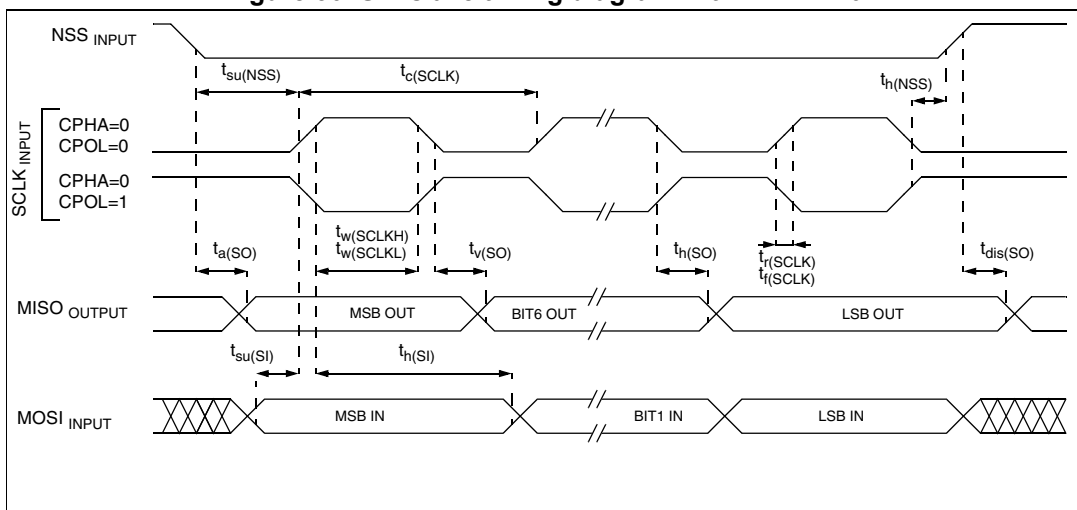 NSS INPUT
tsu(NSS)
tc(SCLK)
th(NSS)
SCLK INPUT
CPHA=0
CPOL=0
CPHA=0
CPOL=1
tw(SCLKH)
tw(SCLKL)
ta(SO)
tv(SO)
th(SO)
tr(SCLK)
tf(SCLK)
tdis(SO)
MISO OUTPUT
MSB OUT
BIT6 OUT
LSB OUT
tsu(SI)
th(SI)
MOSI INPUT
MSB IN
BIT1 IN
LSB IN